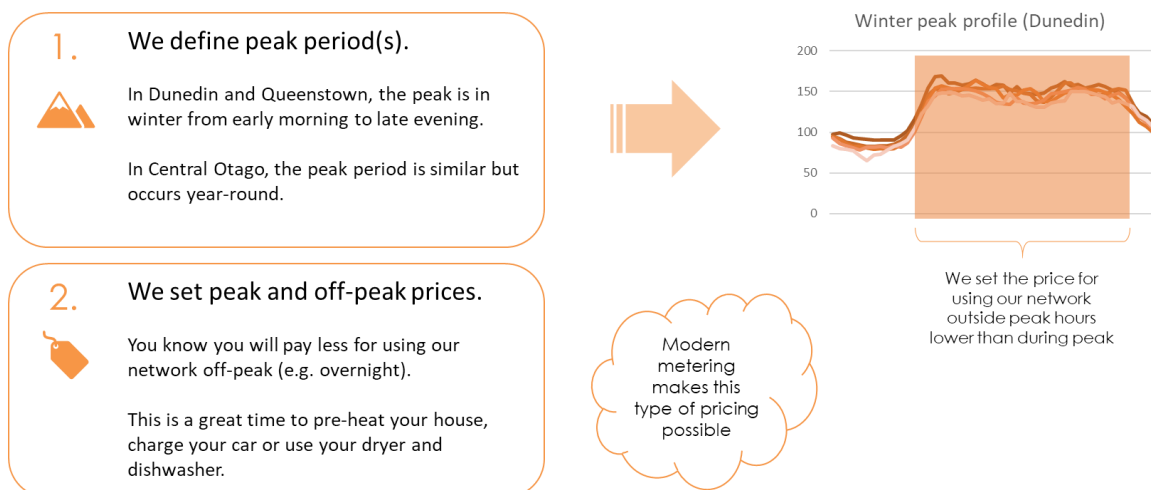 1.
We define peak period(s).
In Dunedin and Queenstown, the peak is in
winter from early morning to late evening.
In Central Otago, the peak period is similar but
occurs year-round.
Winter peak profile (Dunedin)
200
150
100
50
0
We set the price for
using our network
outside peak hours
lower than during peak
2.
We set peak and off-peak prices.
You know you will pay less for using our
network off-peak (e.g. overnight).
This is a great time to pre-heat your house,
charge your car or use your dryer and
dishwasher.
Modern
metering
makes this
type of pricing
possible